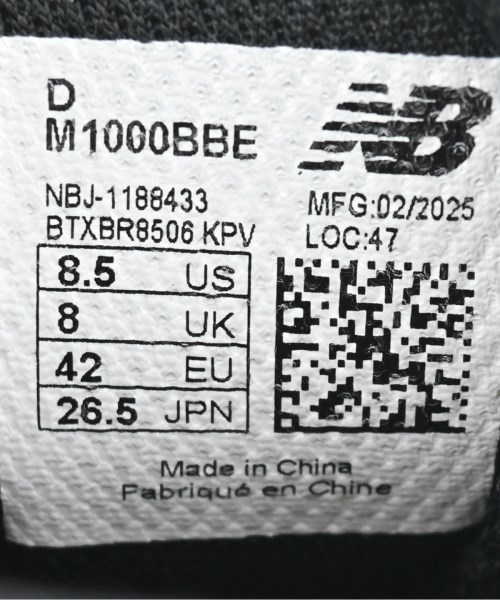 D
M1000BBE
NB
NBJ-1188433
BTXBR8506 KPV
MFG:02/2025
LOC:47
8.5 US
8 UK
42 EU
26.5 JPN
Made in China
Fabriqué en Chine